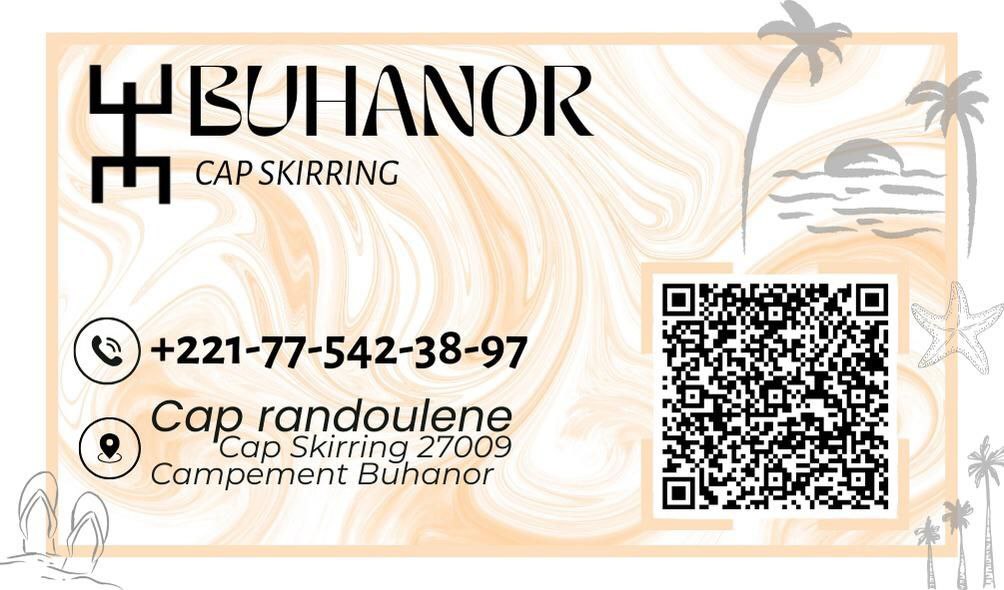 BUHANOR
CAP SKIRRING
+221-77-542-38-97
Cap randoulene
Cap Skirring 27009
Campement Buhanor